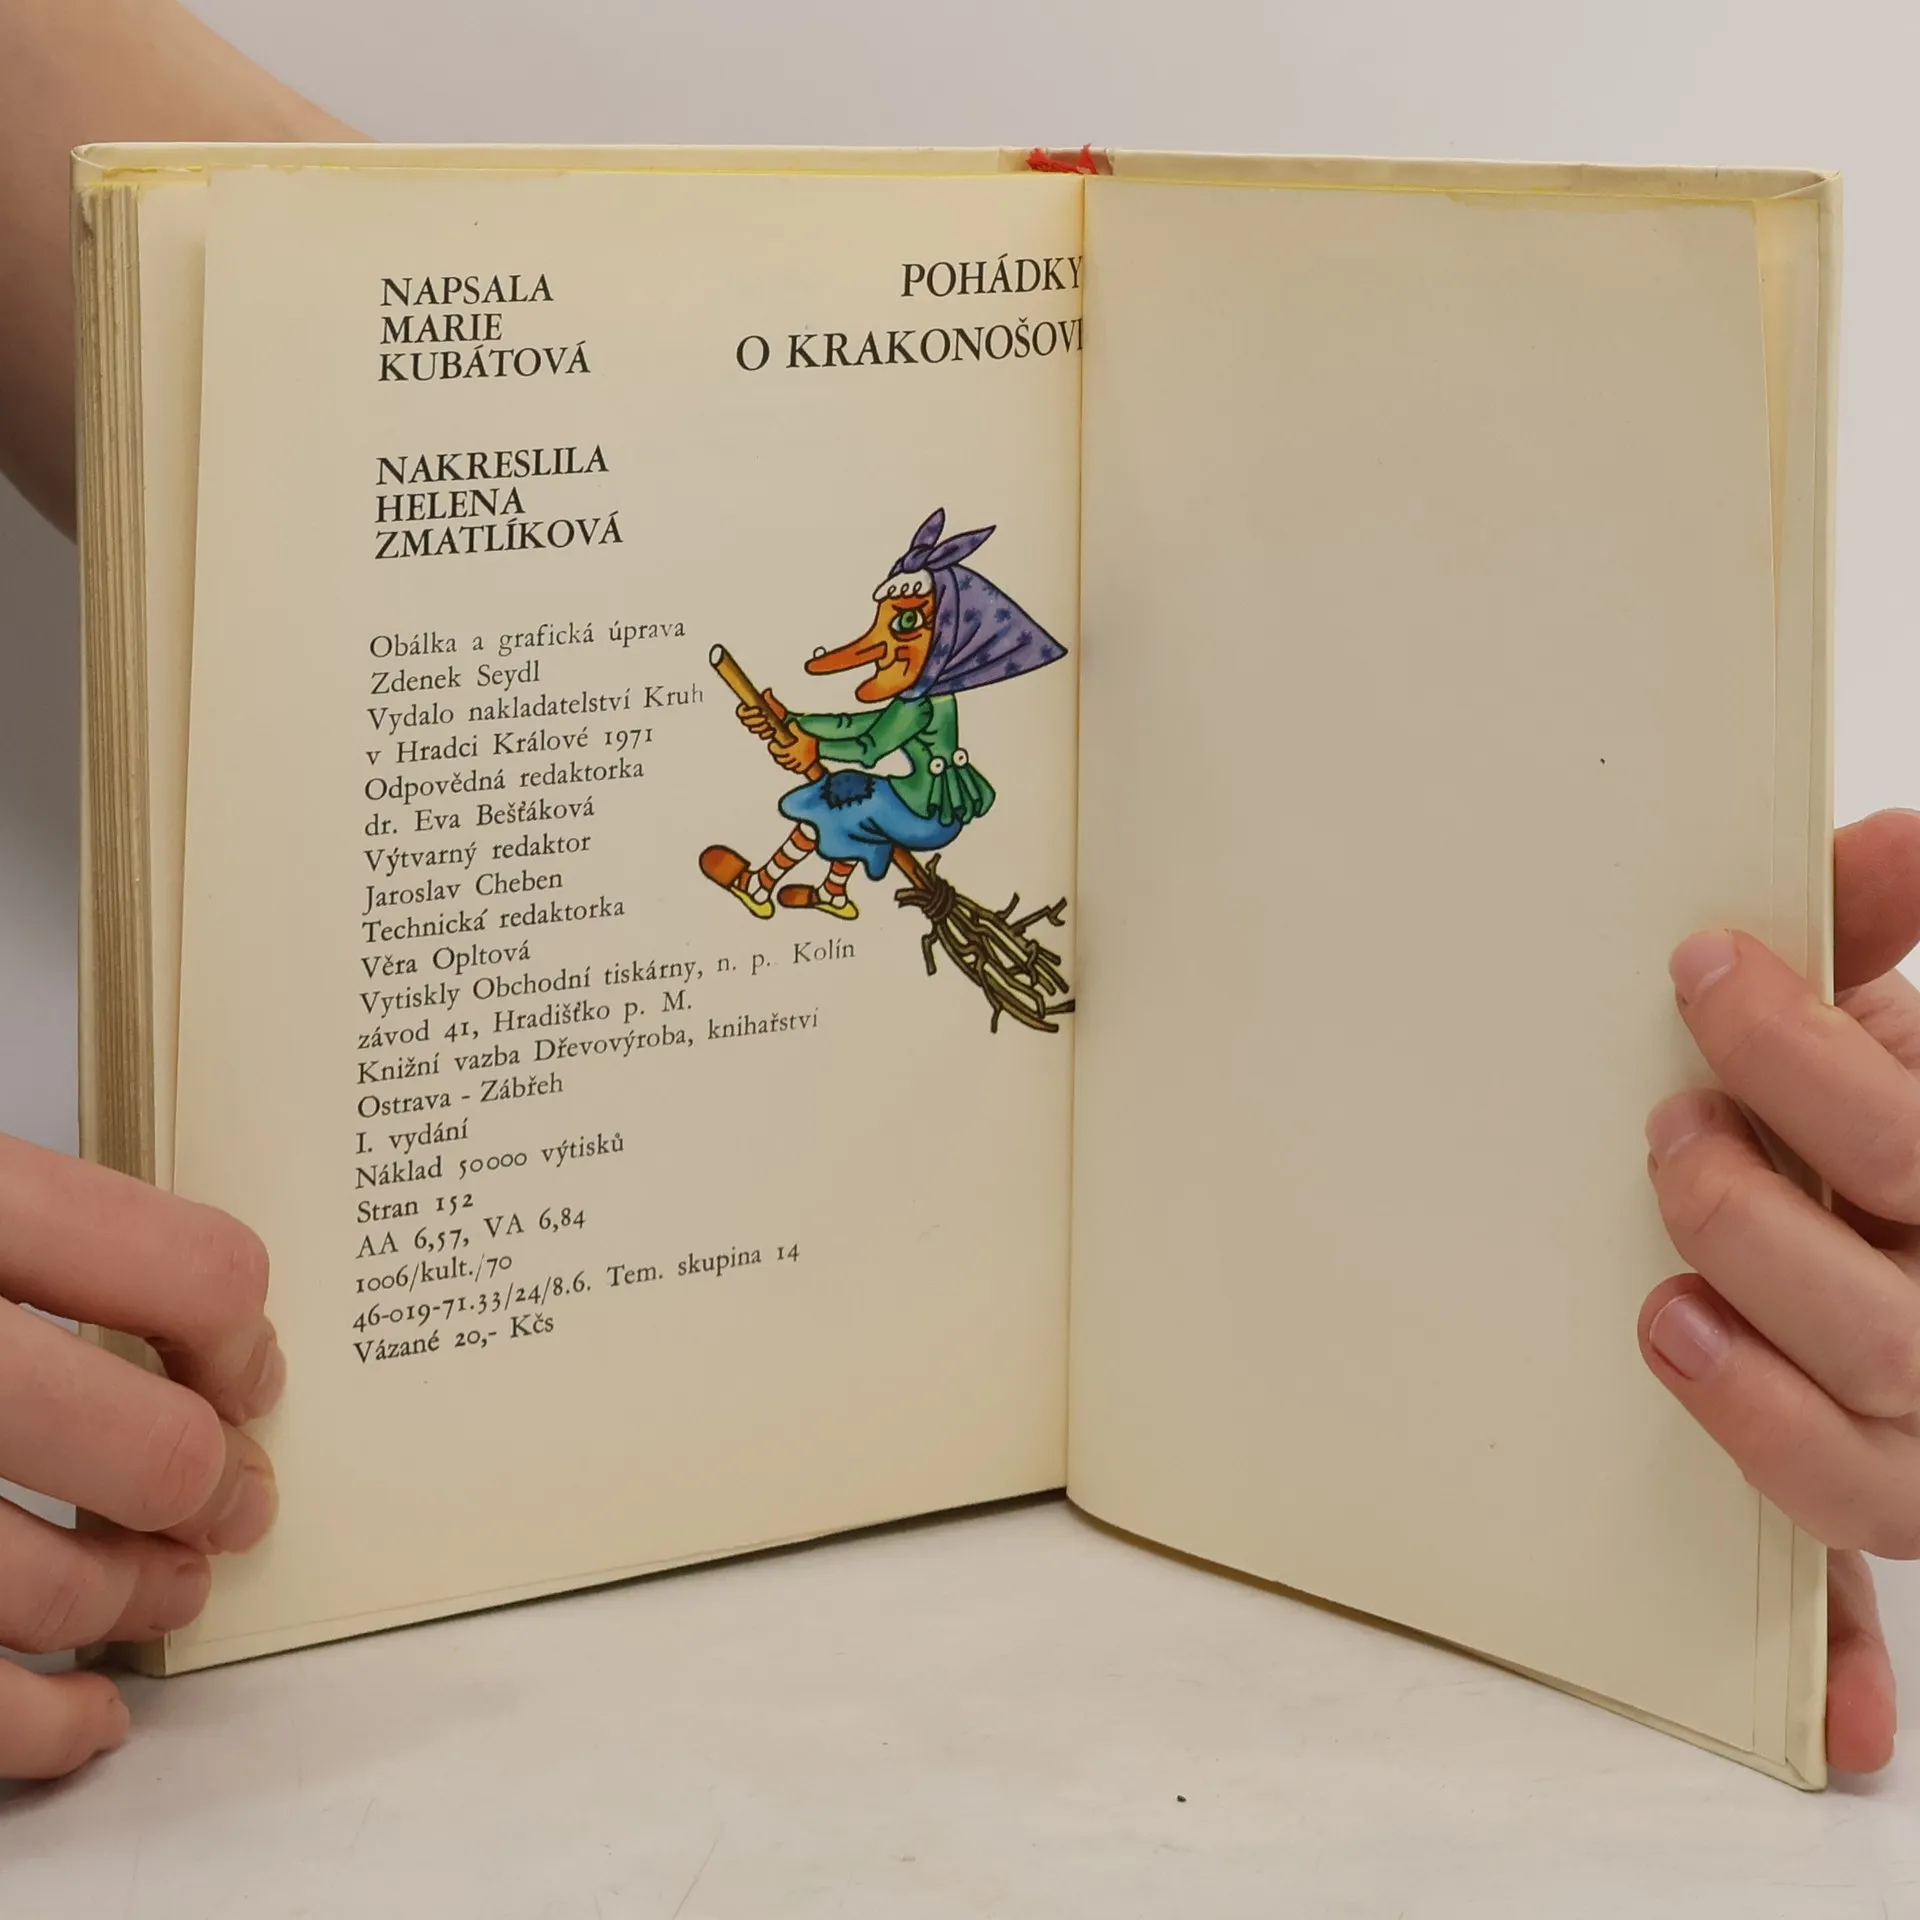 NAPSALA
MARIE
KUBÁTOVÁ
POHÁDKY
O KRAKONOŠOVI
NAKRESLILA
HELENA
ZMATLÍKOVÁ
Obálka a grafická úprava
Zdenek Seydl
Vydalo nakladatelství Kruh
v Hradci Králové 1971
Odpovědná redaktorka
dr. Eva Bešťáková
Výtvarný redaktor
Jaroslav Cheben
Technická redaktorka
Věra Opltová
Vytiskly Obchodní tiskárny, n. p. Kolín
závod 41, Hradišťko p. M.
Knižní vazba Dřevovýroba, knihařství
Ostrava - Zábřeh
I. vydání
Náklad 50000 výtisků
Stran 152
AA 6,57, VA 6,84
1006/kult./70
46-019-71.33/24/8.6. Tem. skupina 14
Vázané 20,- Kčs